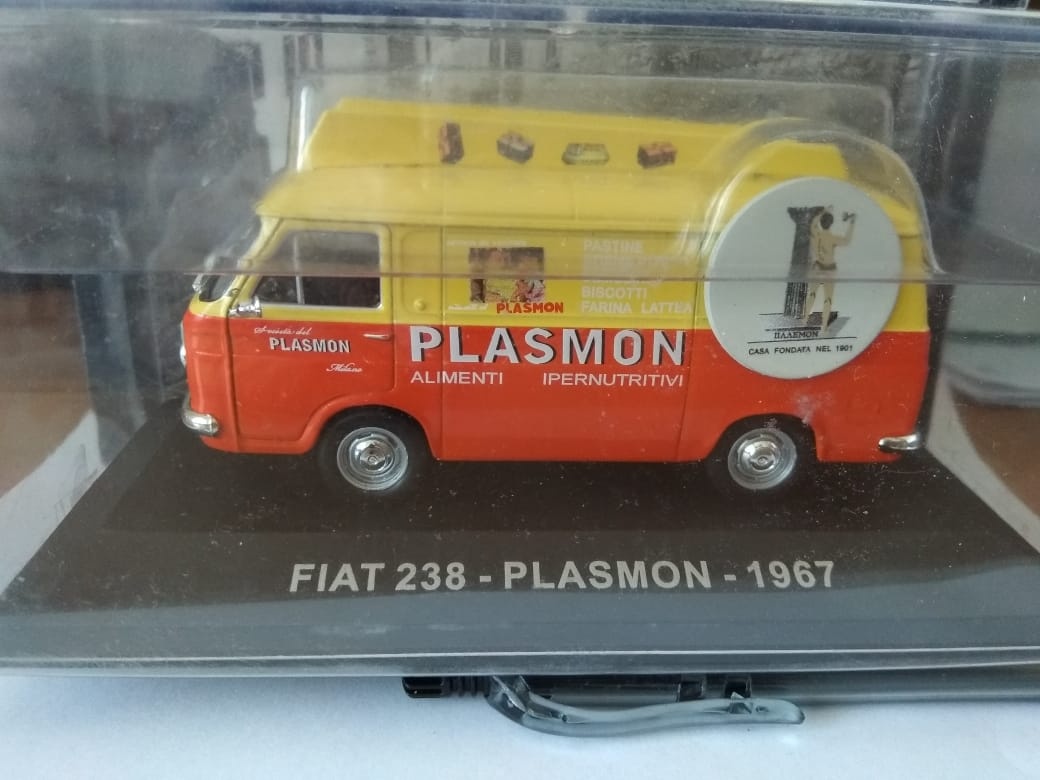 PASTINE
BISCOTTI
FARINA LATTEA
PLASMON
Società del
PLASMON
Milano
PLASMON
ALIMENTI IPERNUTRITIVI
ΠΛΑΣΜΟΝ
CASA FONDATA NEL 1901
FIAT 238 - PLASMON - 1967